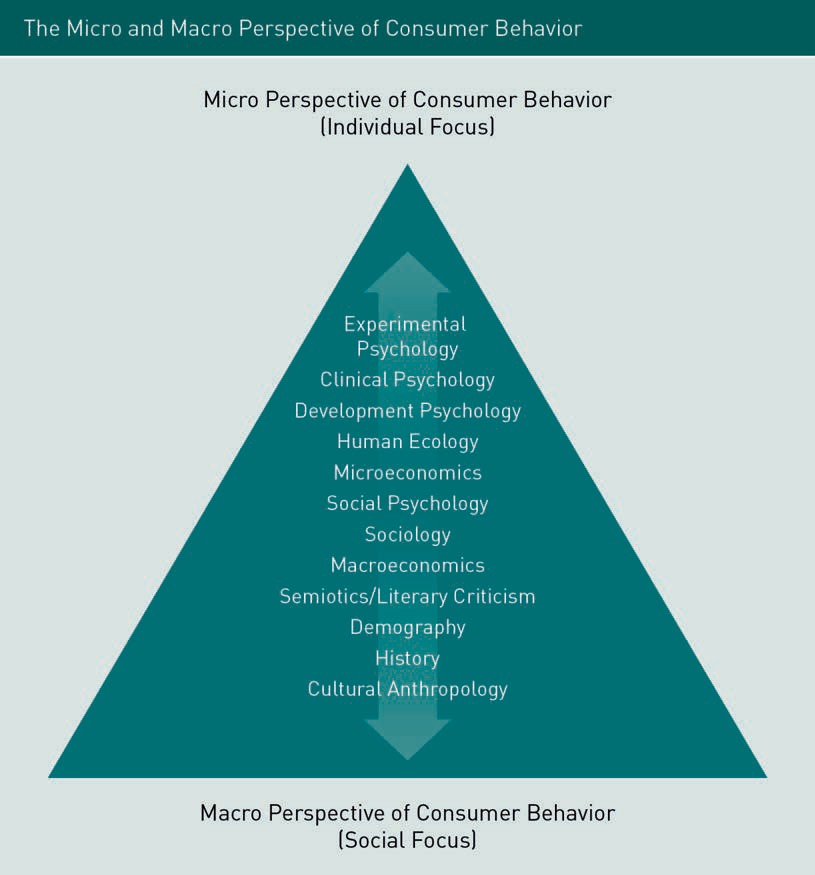 The Micro and Macro Perspective of Consumer Behavior
Micro Perspective of Consumer Behavior
(Individual Focus)
Experimental
Psychology
Clinical Psychology
Development Psychology
Human Ecology
Microeconomics
Social Psychology
Sociology
Macroeconomics
Semiotics/Literary Criticism
Demography
History
Cultural Anthropology
Macro Perspective of Consumer Behavior
(Social Focus)